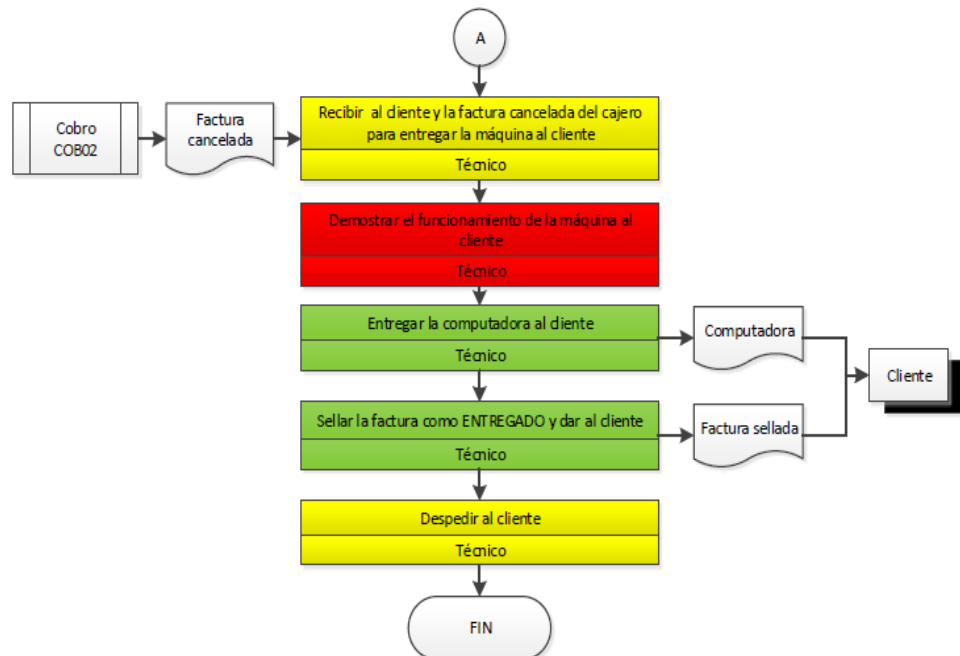 A
Cobro
COB02
Factura
cancelada
Recibir al cliente y la factura cancelada del cajero
para entregar la máquina al cliente
Técnico
Demostrar el funcionamiento de la máquina al
cliente
Técnico
Entregar la computadora al cliente
Técnico
Computadora
Cliente
Sellar la factura como ENTREGADO y dar al cliente
Técnico
Factura sellada
Despedir al cliente
Técnico
FIN